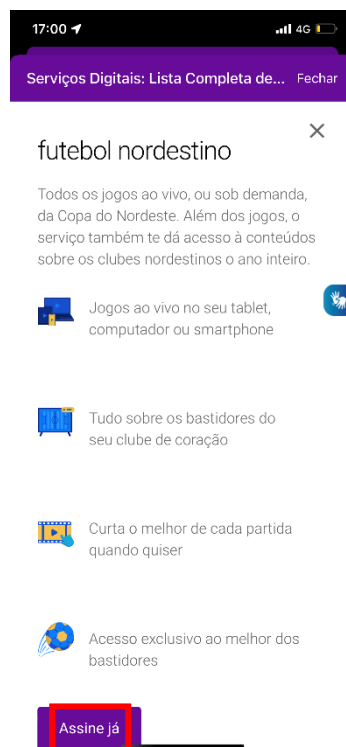 17:00
4G
Serviços Digitais: Lista Completa de... Fechar
futebol nordestino
Todos os jogos ao vivo, ou sob demanda,
da Copa do Nordeste. Além dos jogos, o
serviço também te dá acesso à conteúdos
sobre os clubes nordestinos o ano inteiro.
Jogos ao vivo no seu tablet,
computador ou smartphone
Tudo sobre os bastidores do
seu clube de coração
Curta o melhor de cada partida
quando quiser
Acesso exclusivo ao melhor dos
bastidores
Assine já